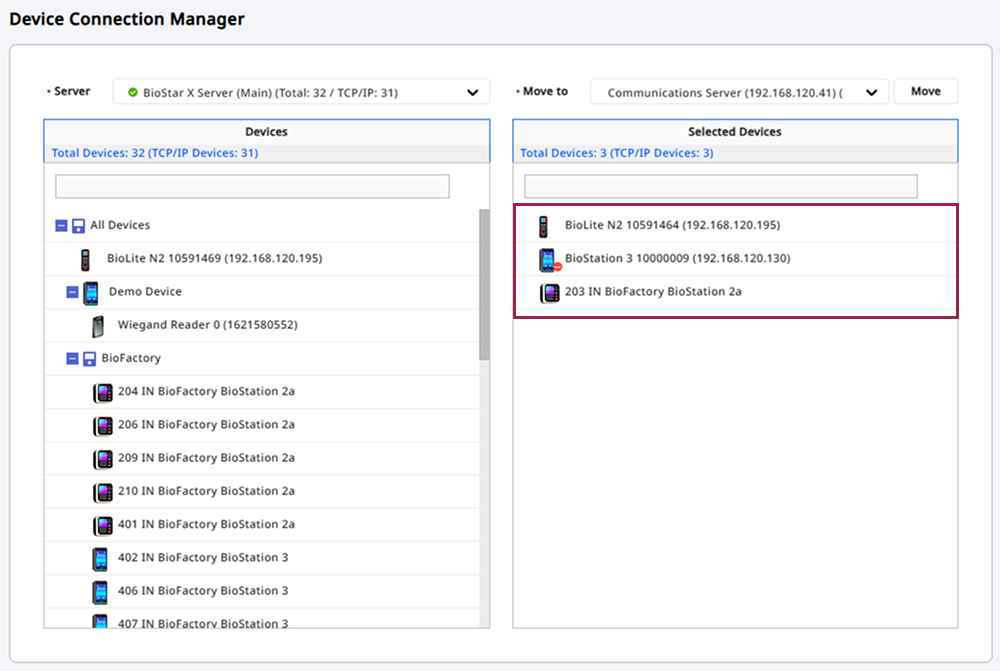 Device Connection Manager
• Server
BioStar X Server (Main) (Total: 32 / TCP/IP: 31)
• Move to
Communications Server (192.168.120.41) (
Move
Devices
Total Devices: 32 (TCP/IP Devices: 31)
All Devices
BioLite N2 10591469 (192.168.120.195)
Demo Device
Wiegand Reader 0 (1621580552)
BioFactory
204 IN BioFactory BioStation 2a
206 IN BioFactory BioStation 2a
209 IN BioFactory BioStation 2a
210 IN BioFactory BioStation 2a
401 IN BioFactory BioStation 2a
402 IN BioFactory BioStation 3
406 IN BioFactory BioStation 3
407 IN BioFactory BioStation 3
Selected Devices
Total Devices: 3 (TCP/IP Devices: 3)
BioLite N2 10591464 (192.168.120.195)
BioStation 3 10000009 (192.168.120.130)
203 IN BioFactory BioStation 2a